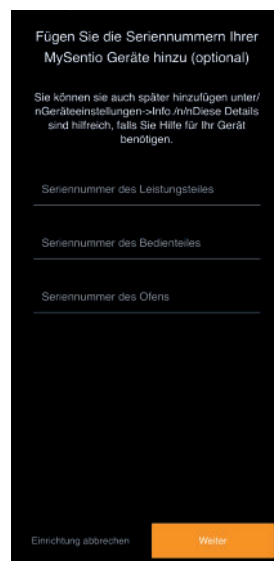 Fügen Sie die Seriennummern Ihrer
MySentio Geräte hinzu (optional)
Sie können sie auch später hinzufügen unter/
nGeräteeinstellungen->Info./n/nDiese Details
sind hilfreich, falls Sie Hilfe für Ihr Gerät
benötigen.
Seriennummer des Leistungsteiles
Seriennummer des Bedienteiles
Seriennummer des Ofens
Einrichtung abbrechen
Weiter